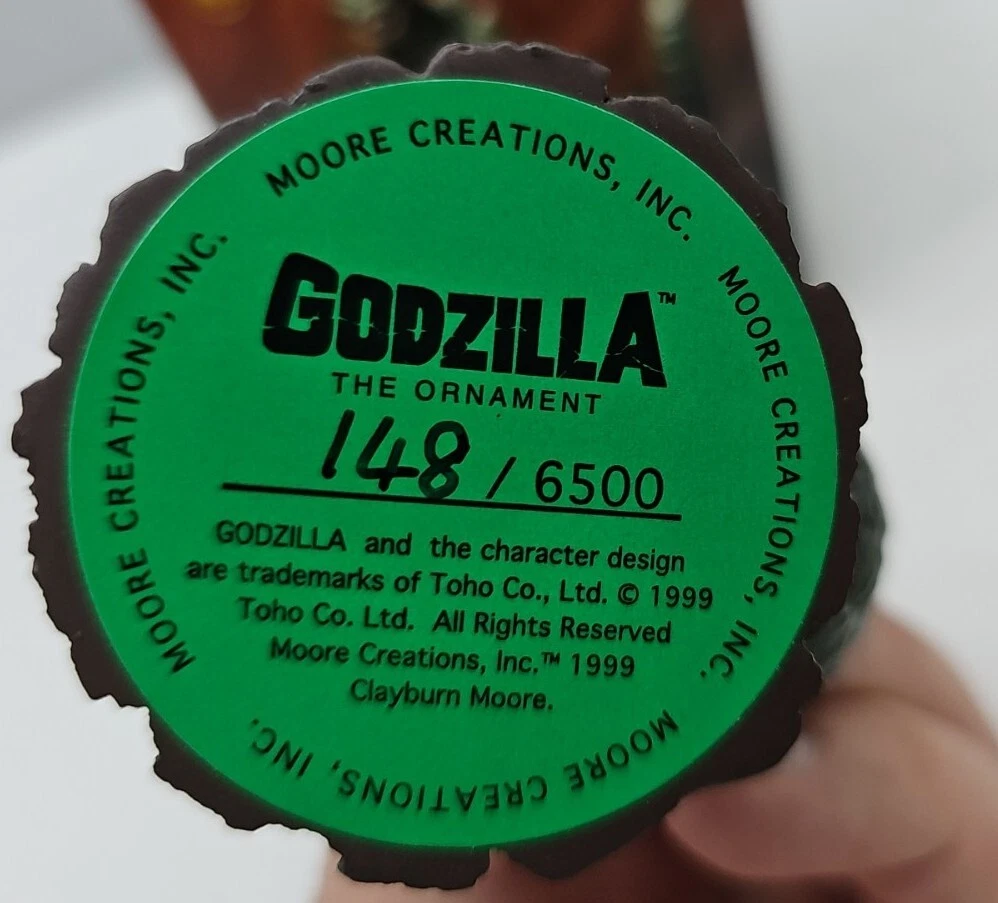 MOORE CREATIONS, INC.
MOORE CREATIONS, INC.
MOORE CREATIONS, INC.
MOORE CREATIONS, INC.
GODZILLA™
THE ORNAMENT
148 / 6500
GODZILLA and the character design
are trademarks of Toho Co., Ltd. © 1999
Toho Co. Ltd. All Rights Reserved
Moore Creations, Inc.™ 1999
Clayburn Moore.